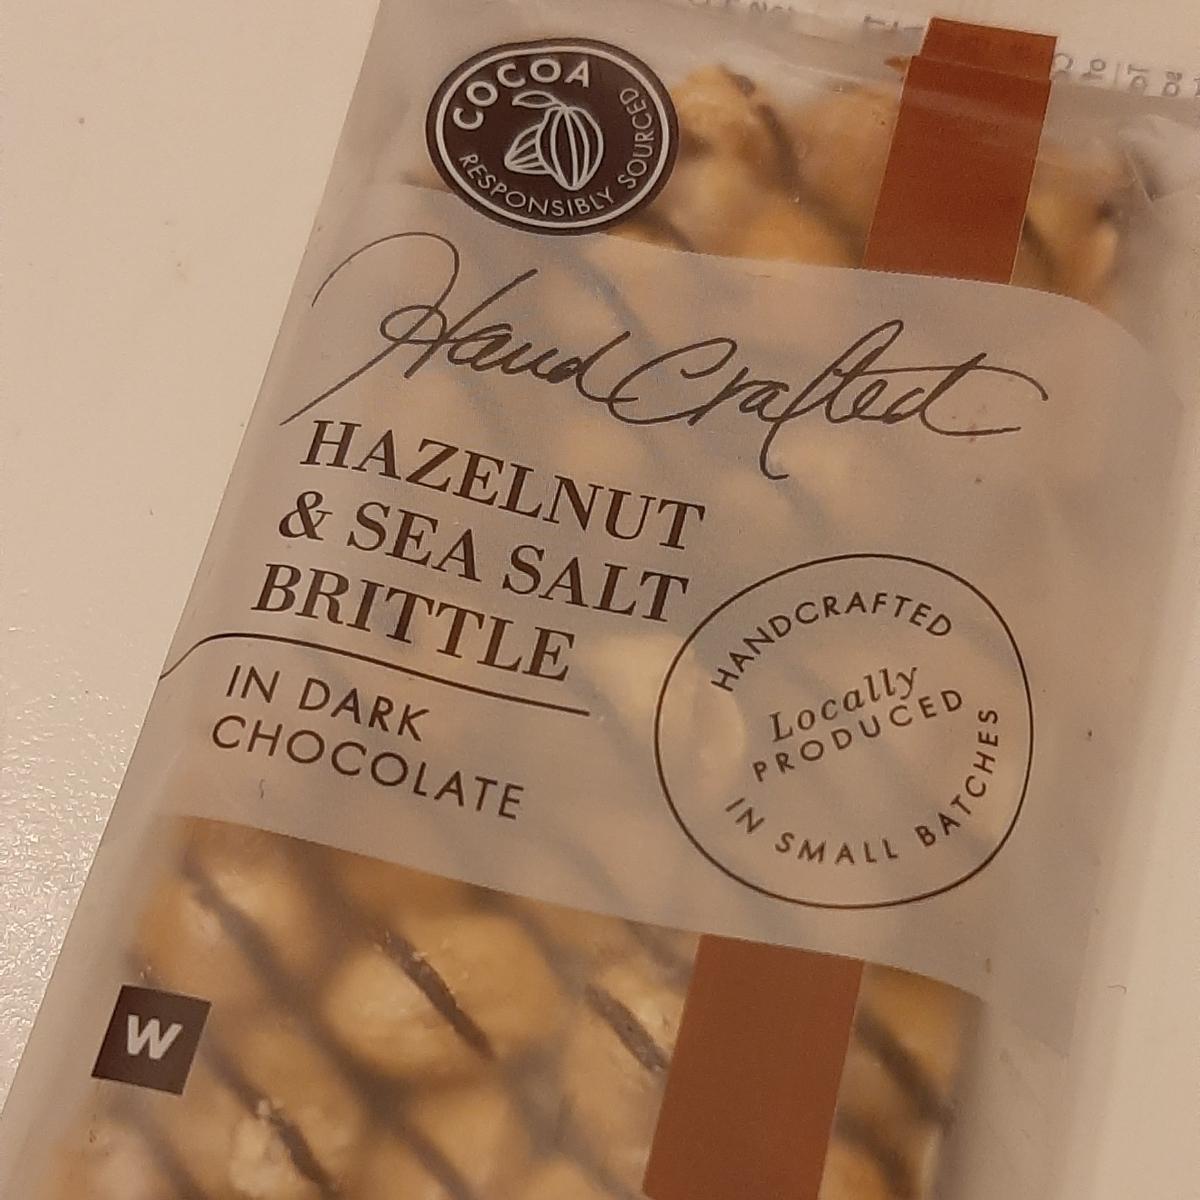 COCOA
RESPONSIBLY SOURCED
Hand Crafted
HAZELNUT
& SEA SALT
BRITTLE
IN DARK
CHOCOLATE
HANDCRAFTED
Locally
PRODUCED
IN SMALL BATCHES
W